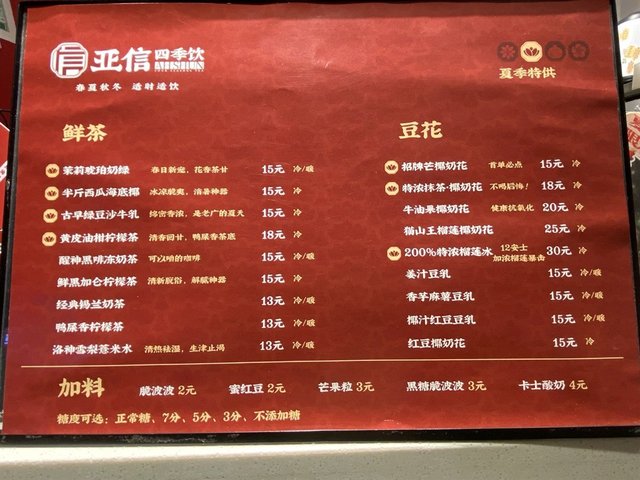 亚信四季饮
春夏秋冬 适时适饮
夏季特供
鲜茶
茉莉琥珀奶绿 春日新宠，花香茶甘 15元 冷/暖
半斤西瓜海底椰 冰凉脆爽，消暑神器 15元 冷
古早绿豆沙牛乳 绵密香浓，是老广的夏天 15元 冷
黄皮油柑柠檬茶 清香回甘，鸭屎香茶底 18元 冷
醒神黑啡冻奶茶 可以吸的咖啡 15元 冷/暖
鲜黑加仑柠檬茶 清新脱俗，解腻神器 15元 冷
经典锡兰奶茶 13元 冷/暖
鸭屎香柠檬茶 13元 冷/暖
洛神雪梨薏米水 清热祛湿，生津止渴 13元 冷/暖
豆花
招牌芒椰奶花 首单必点 15元 冷
特浓抹茶·椰奶花 不喝后悔！ 18元 冷
牛油果椰奶花 健康抗氧化 20元 冷
猫山王榴莲椰奶花 25元 冷
200%特浓榴莲冰 12安士 加浓榴莲暴击 30元 冷
姜汁豆乳 15元 冷/暖
香芋麻薯豆乳 15元 冷/暖
椰汁红豆豆乳 15元 冷/暖
红豆椰奶花 15元 冷
加料 脆波波 2元 蜜红豆 2元 芒果粒 3元 黑糖脆波波 3元 卡士酸奶 4元
糖度可选：正常糖、7分、5分、3分、不添加糖